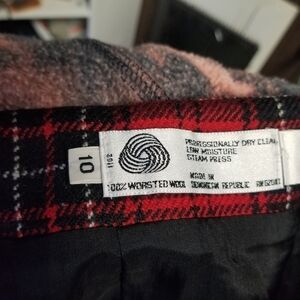 PROFESSIONALLY DRY CLEAN
LOW MOISTURE
STEAM PRESS
10
100% WORSTED WOOL
MADE IN
DOMINICAN REPUBLIC